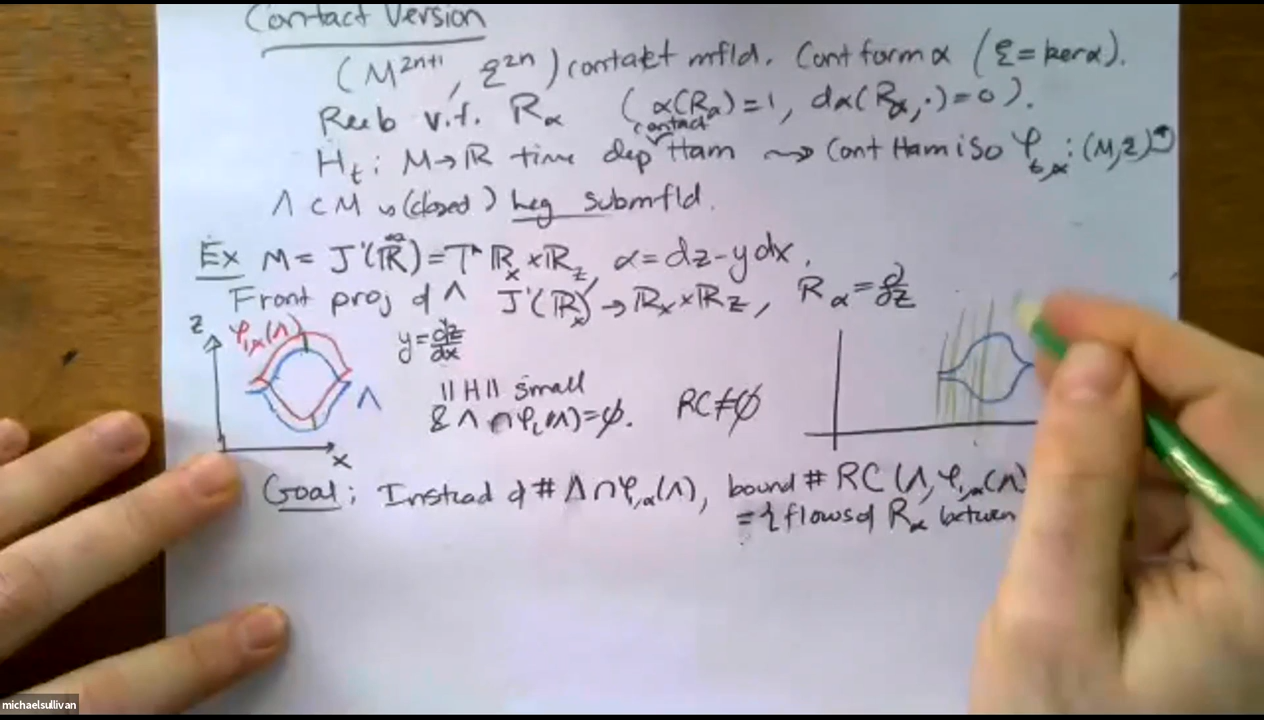 Contact Version
(M²ⁿ⁺¹, ξ²ⁿ) contact mfld. Cont form α (ξ = ker α).
Reeb v.f. R_α (α(R_α) = 1, dα(R_α, ·) = 0).
contact
H_t : M → ℝ time dep Ham ⇝ Cont Ham iso φ_{t,α} : (M, ξ)
Λ ⊂ M is (closed) Leg submfld.
Ex M = J¹(ℝ) = T*ℝ_x × ℝ_z, α = dz - y dx,
Front proj of Λ J¹(ℝ_x) → ℝ_x × ℝ_z, R_α = ∂/∂z
z φ_{1,α}(Λ) y = dz/dx
||H|| small
Λ & Λ ∩ φ_1(Λ) = ∅. RC ≠ ∅
x
Goal: Instead of # Λ ∩ φ_{1,α}(Λ), bound # RC(Λ, φ_{1,α}(Λ)
= { flows of R_α between
michaelsullivan